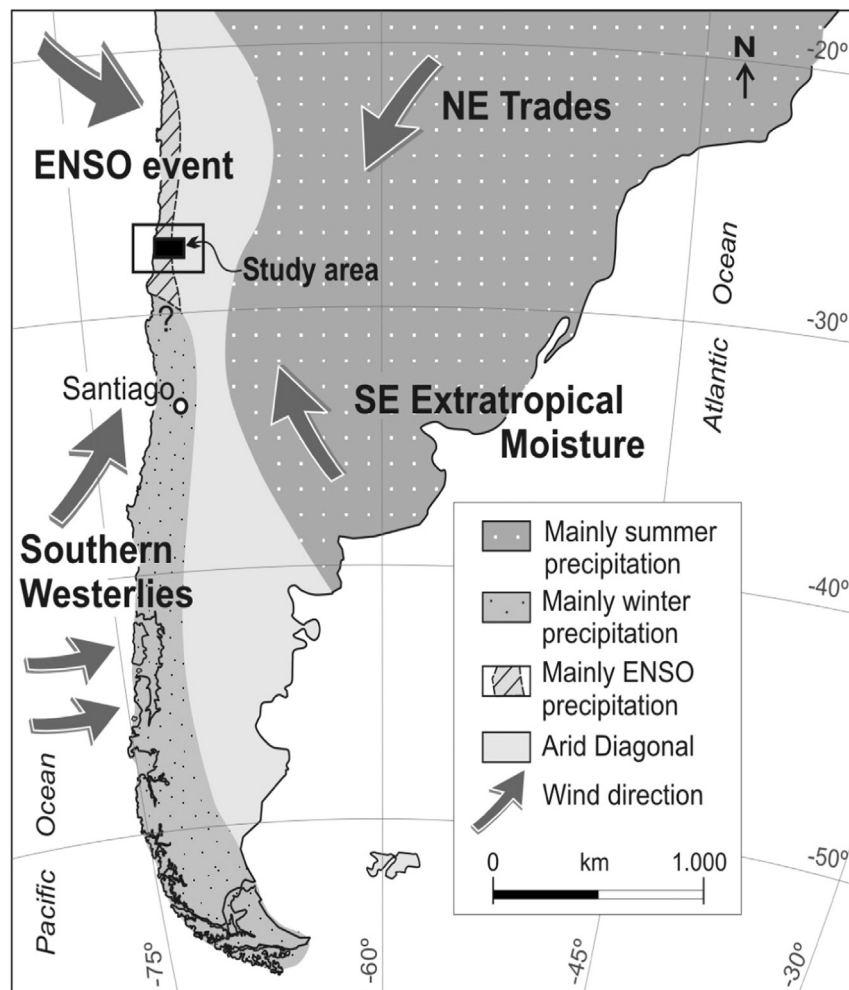 N
-20º
NE Trades
ENSO event
Study area
Atlantic Ocean
?
-30º
Santiago
SE Extratropical
Moisture
Southern
Westerlies
Mainly summer
precipitation
Mainly winter
precipitation
Mainly ENSO
precipitation
Arid Diagonal
Wind direction
0 km 1.000
-40º
-50º
Pacific Ocean
-75º
-60º
-45º
-30º